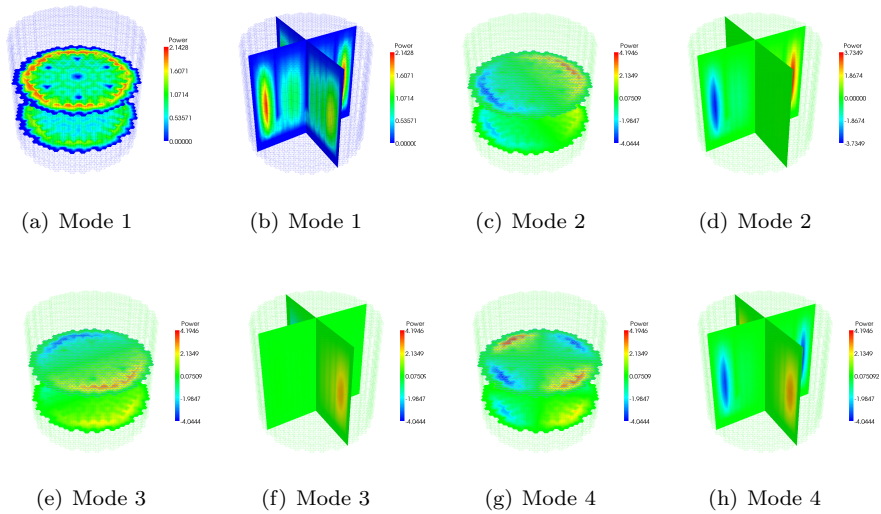 Power
2.1428
1.6071
1.0714
0.53571
0.00000
Power
2.1428
1.6071
1.0714
0.53571
0.0000
Power
4.1946
2.1349
0.07509
-1.9847
-4.0444
Power
3.7349
1.8674
0.00000
-1.8674
-3.7349
(a) Mode 1
(b) Mode 1
(c) Mode 2
(d) Mode 2
Power
4.1946
2.1349
0.07509
-1.9847
-4.0444
Power
4.1946
2.1349
0.07509
-1.9847
-4.0444
Power
4.1946
2.1349
0.07509
-1.9847
-4.0444
Power
4.1946
2.1349
0.075092
-1.9847
-4.0444
(e) Mode 3
(f) Mode 3
(g) Mode 4
(h) Mode 4